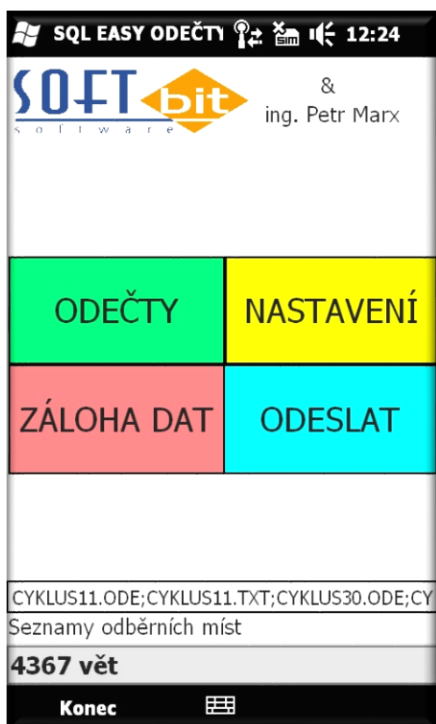 SQL EASY ODEČTY
12:24
SOFT bit
software
&
ing. Petr Marx
ODEČTY
NASTAVENÍ
ZÁLOHA DAT
ODESLAT
CYKLUS11.ODE;CYKLUS11.TXT;CYKLUS30.ODE;CY
Seznamy odběrních míst
4367 vět
Konec